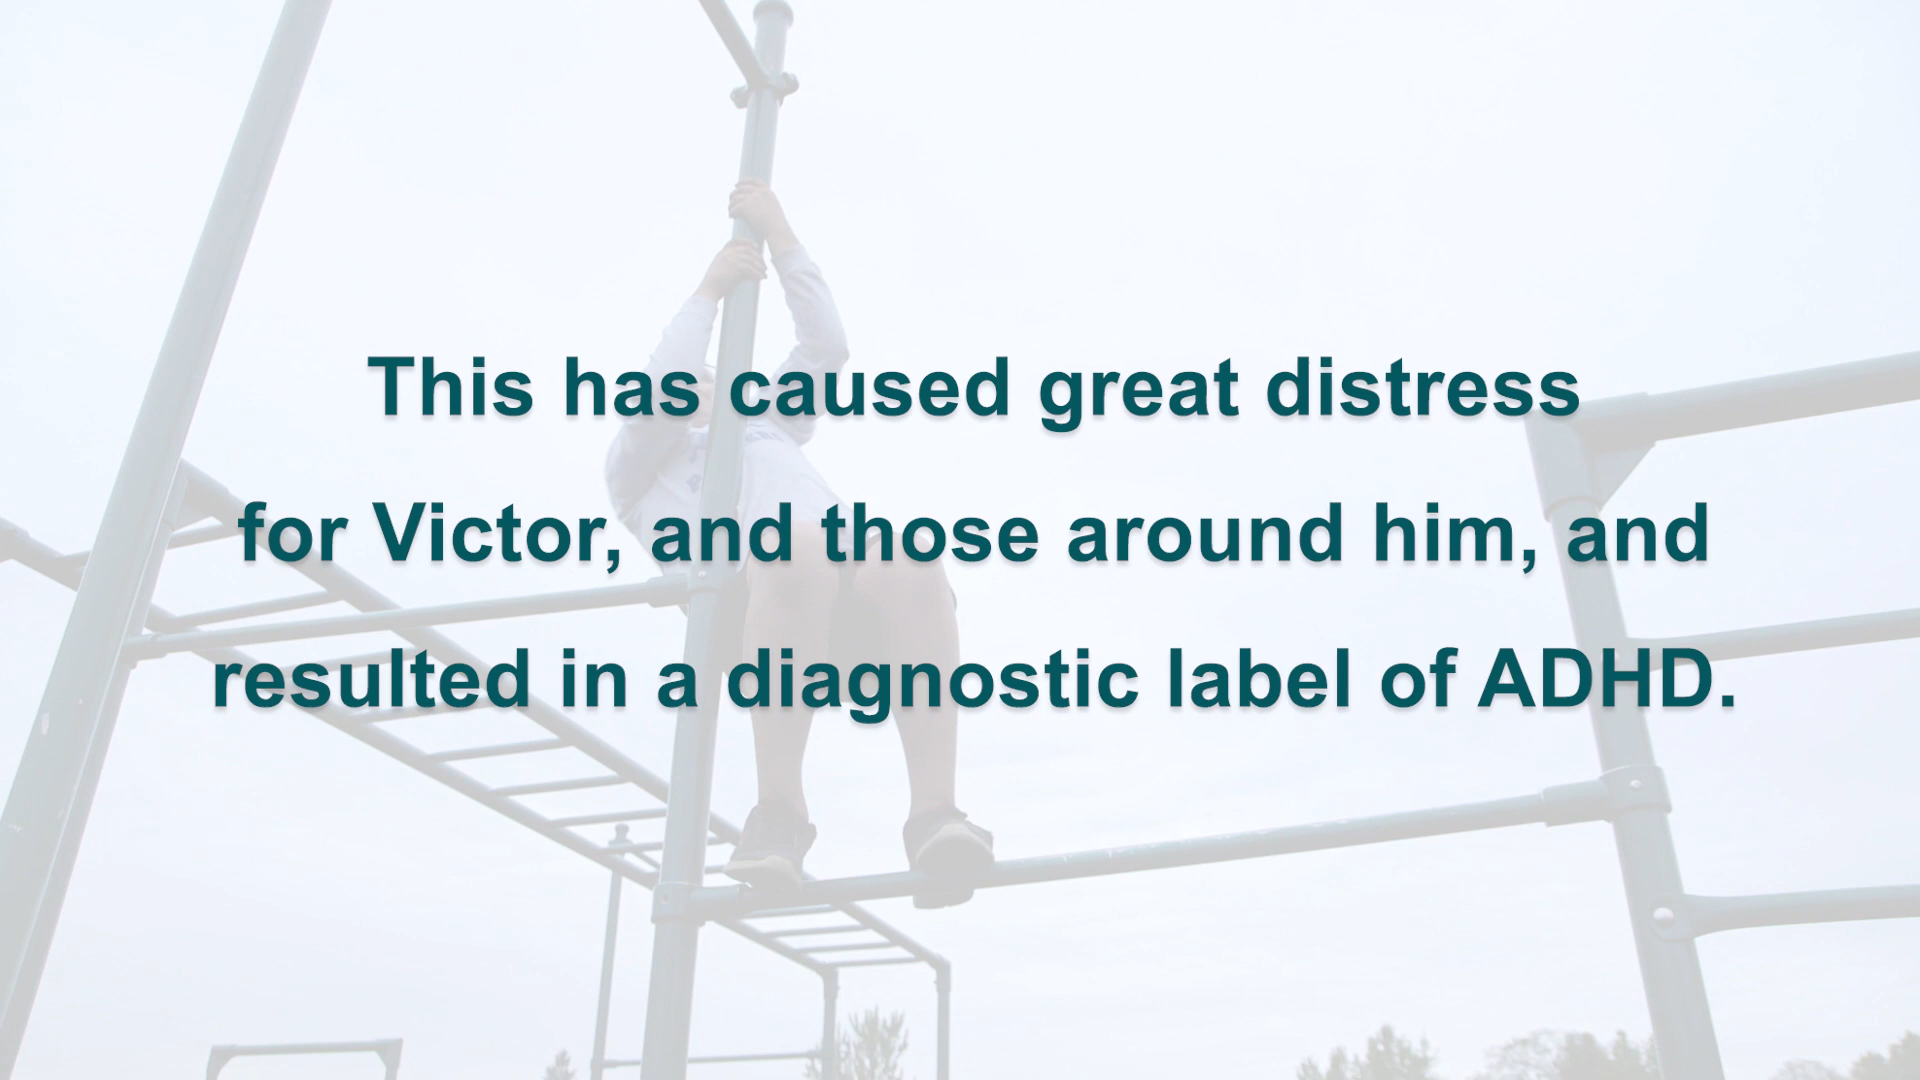 This has caused great distress
for Victor, and those around him, and
resulted in a diagnostic label of ADHD.